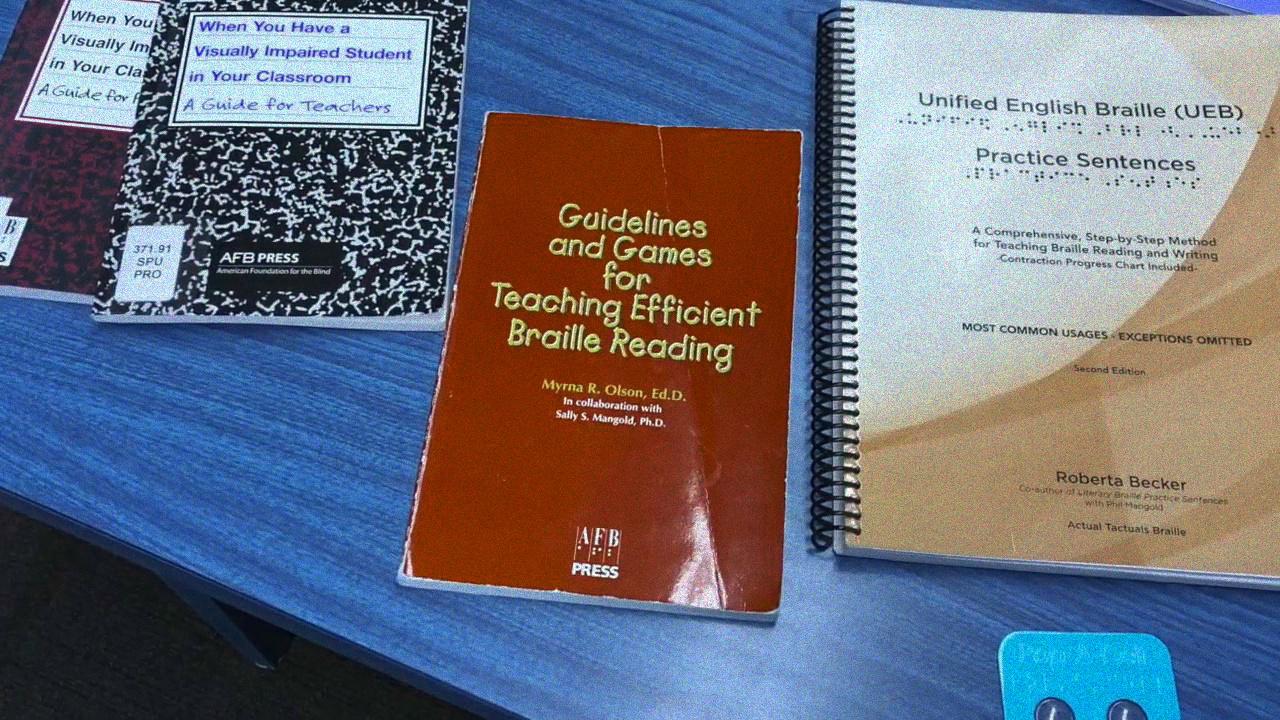 When You
Visually Im
in Your Cla
A Guide for
B
When You Have a
Visually Impaired Student
in Your Classroom
A Guide for Teachers
371.91
SPU
PRO
AFB PRESS
American Foundation for the Blind
Guidelines
and Games
for
Teaching Efficient
Braille Reading
Myrna R. Olson, Ed.D.
In collaboration with
Sally S. Mangold, Ph.D.
AFB
PRESS
Unified English Braille (UEB)
Practice Sentences
A Comprehensive, Step-by-Step Method
for Teaching Braille Reading and Writing
-Contraction Progress Chart Included-
MOST COMMON USAGES - EXCEPTIONS OMITTED
Second Edition
Roberta Becker
Co-author of Literary Braille Practice Sentences
with Phil Mangold
Actual Tactuals Braille